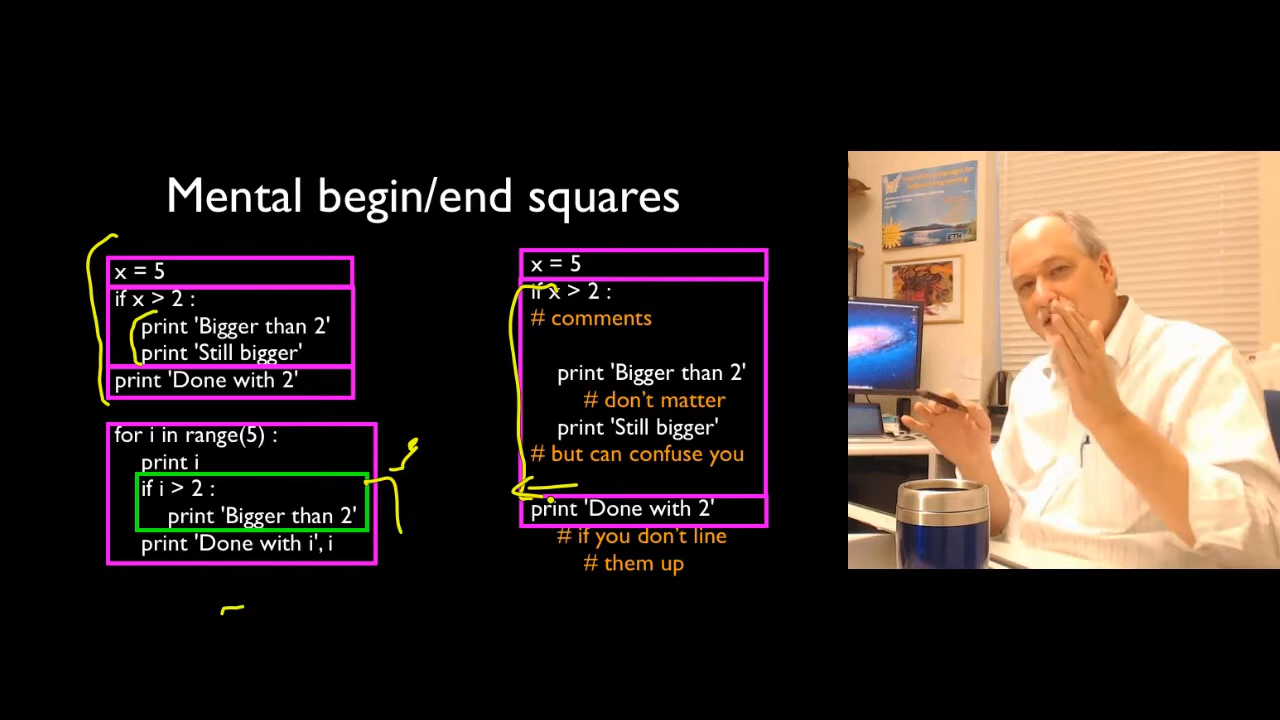 Mental begin/end squares
x = 5
if x > 2 :
print 'Bigger than 2'
print 'Still bigger'
print 'Done with 2'
for i in range(5) :
print i
if i > 2 :
print 'Bigger than 2'
print 'Done with i', i
x = 5
if x > 2 :
# comments
print 'Bigger than 2'
# don't matter
print 'Still bigger'
# but can confuse you
print 'Done with 2'
# if you don't line
# them up
ETH